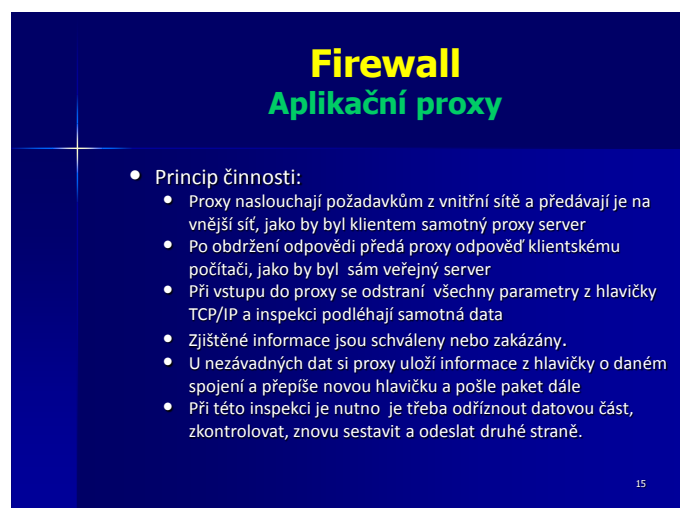 Firewall
Aplikační proxy
• Princip činnosti:
• Proxy naslouchají požadavkům z vnitřní sítě a předávají je na
vnější síť, jako by byl klientem samotný proxy server
• Po obdržení odpovědi předá proxy odpověď klientskému
počítači, jako by byl  sám veřejný server
• Při vstupu do proxy se odstraní  všechny parametry z hlavičky
TCP/IP a inspekci podléhají samotná data
• Zjištěné informace jsou schváleny nebo zakázány.
• U nezávadných dat si proxy uloží informace z hlavičky o daném
spojení a přepíše novou hlavičku a pošle paket dále
• Při této inspekci je nutno  je třeba odříznout datovou část,
zkontrolovat, znovu sestavit a odeslat druhé straně.
15